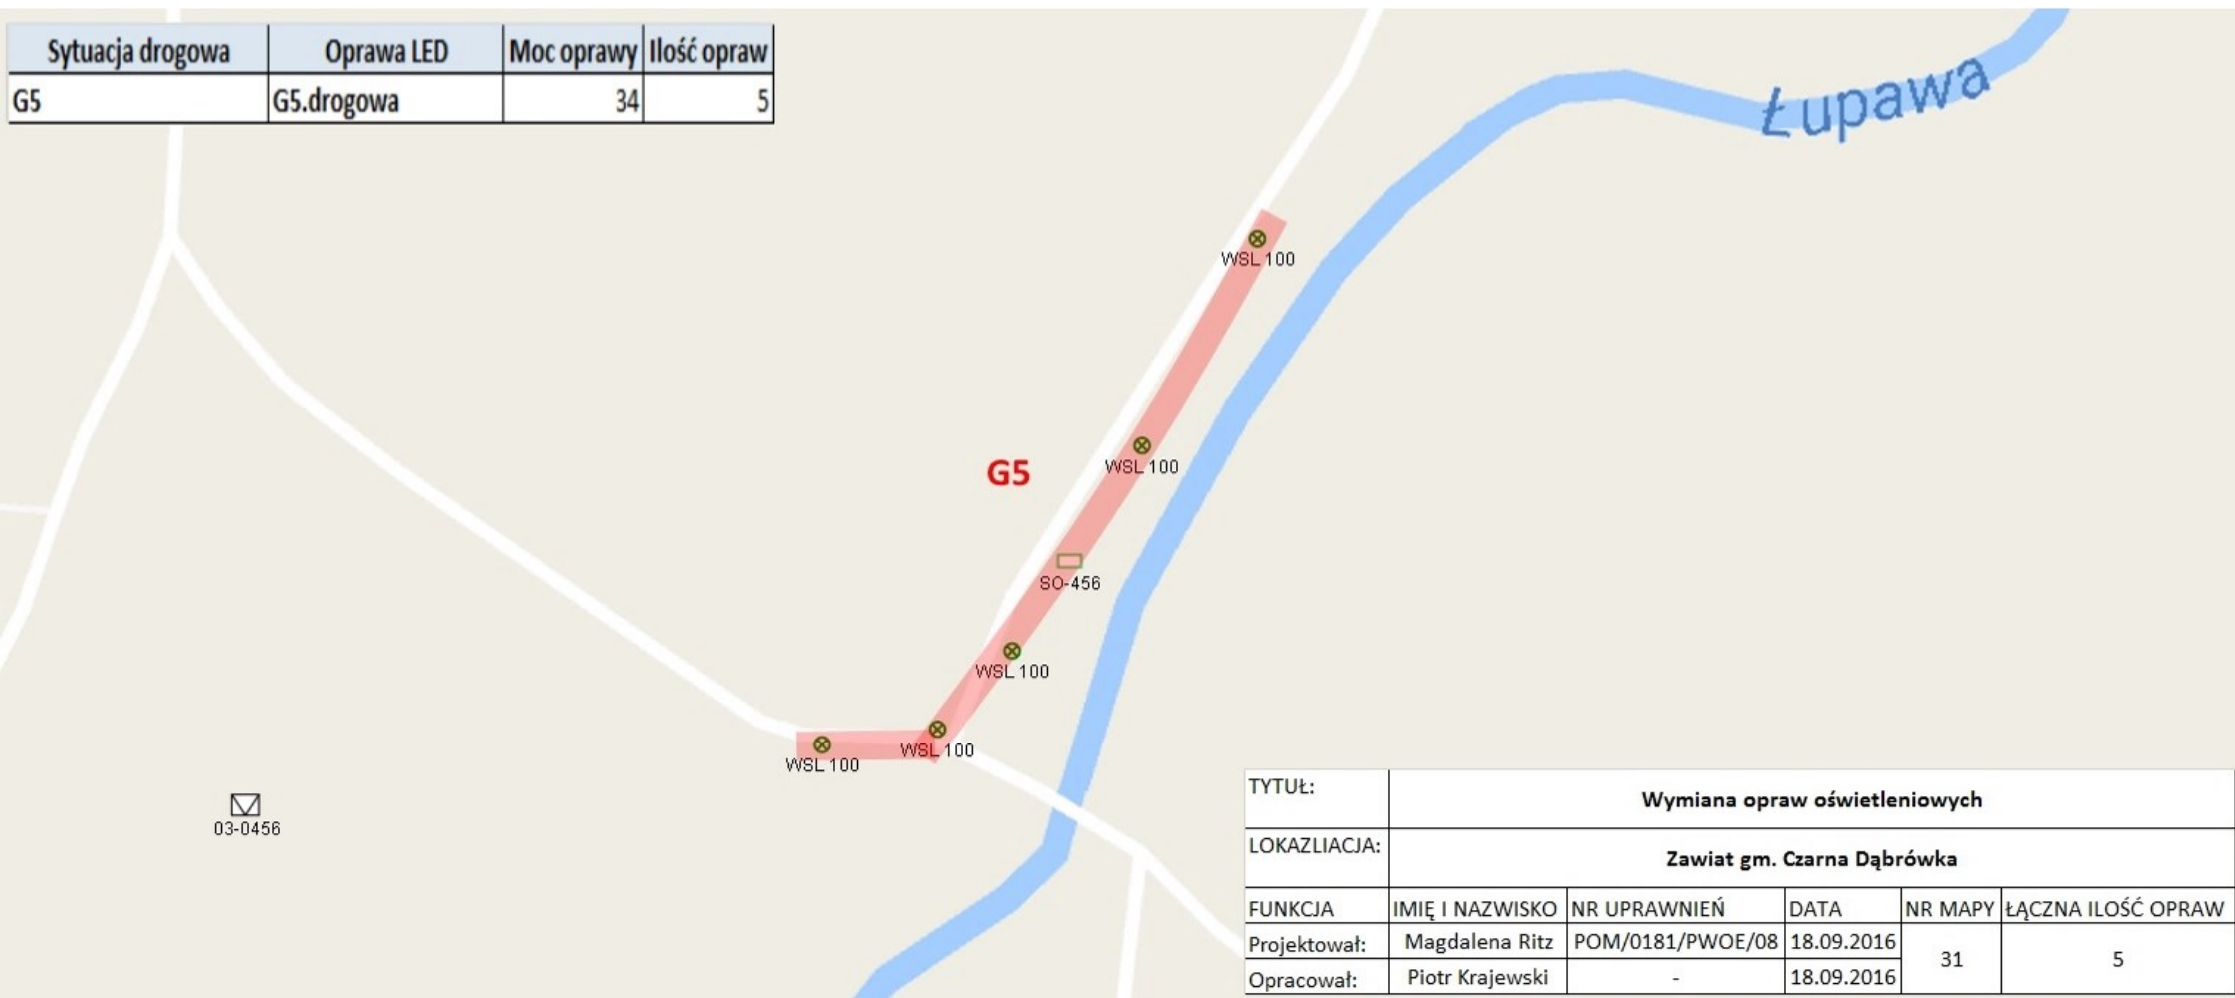 Sytuacja drogowa Oprawa LED Moc oprawy Ilość opraw
G5 G5.drogowa 34 5
Łupawa
WSL 100
WSL 100
G5
SO-456
WSL 100
WSL 100
WSL 100
03-0456
TYTUŁ: Wymiana opraw oświetleniowych
LOKAZLIACJA: Zawiat gm. Czarna Dąbrówka
FUNKCJA IMIĘ I NAZWISKO NR UPRAWNIEŃ DATA NR MAPY ŁĄCZNA ILOŚĆ OPRAW
Projektował: Magdalena Ritz POM/0181/PWOE/08 18.09.2016 31 5
Opracował: Piotr Krajewski - 18.09.2016